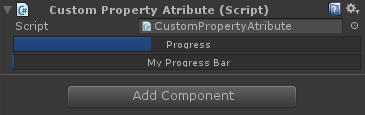 Custom Property Atribute (Script)
Script CustomPropertyAtribute
Progress
My Progress Bar
Add Component